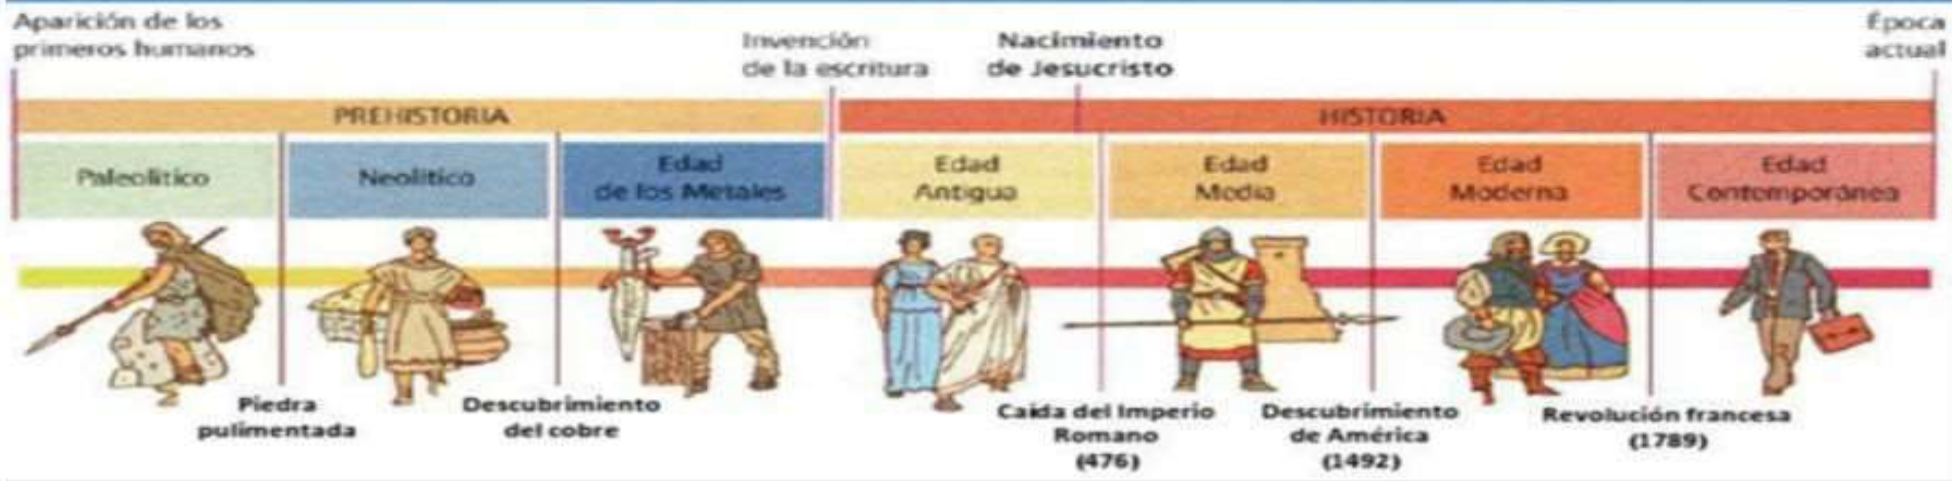 Aparición de los
primeros humanos
Invención
de la escritura
Nacimiento
de Jesucristo
Época
actual
PREHISTORIA
HISTORIA
Paleolítico
Neolítico
Edad
de los Metales
Edad
Antigua
Edad
Media
Edad
Moderna
Edad
Contemporánea
Piedra
pulimentada
Descubrimiento
del cobre
Caída del Imperio
Romano
(476)
Descubrimiento
de América
(1492)
Revolución francesa
(1789)